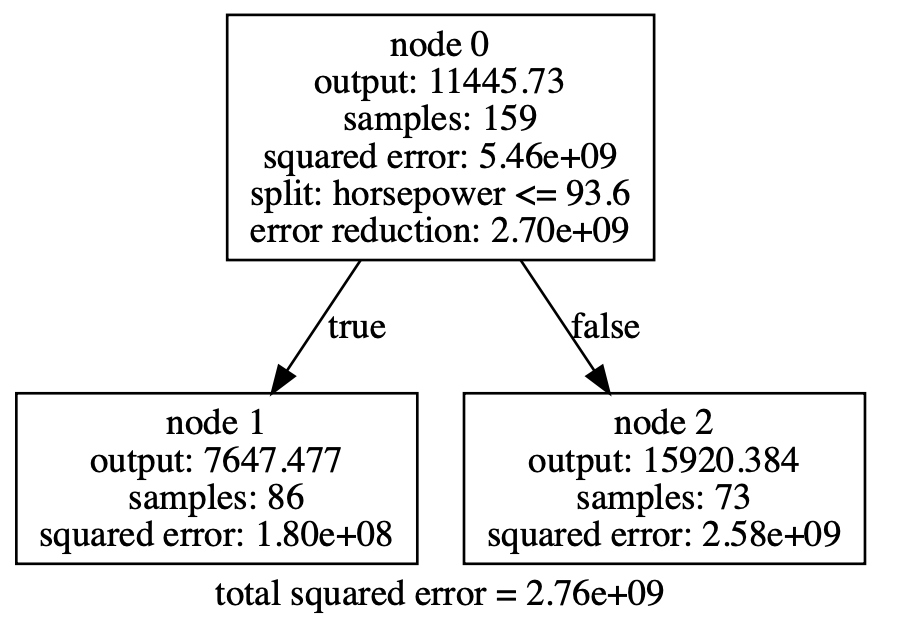 node 0
output: 11445.73
samples: 159
squared error: 5.46e+09
split: horsepower <= 93.6
error reduction: 2.70e+09
true
false
node 1
output: 7647.477
samples: 86
squared error: 1.80e+08
node 2
output: 15920.384
samples: 73
squared error: 2.58e+09
total squared error = 2.76e+09